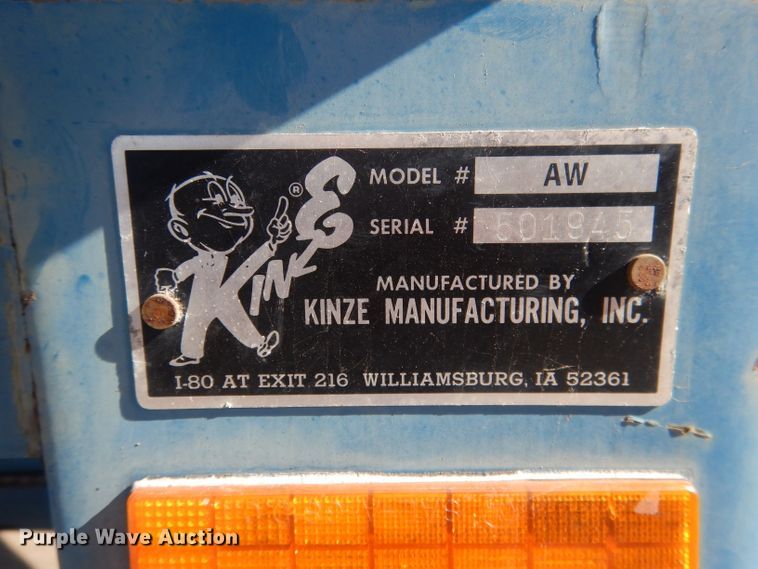 KINZE ®
MODEL # AW
SERIAL # 501945
MANUFACTURED BY
KINZE MANUFACTURING, INC.
I-80 AT EXIT 216 WILLIAMSBURG, IA 52361
Purple Wave Auction